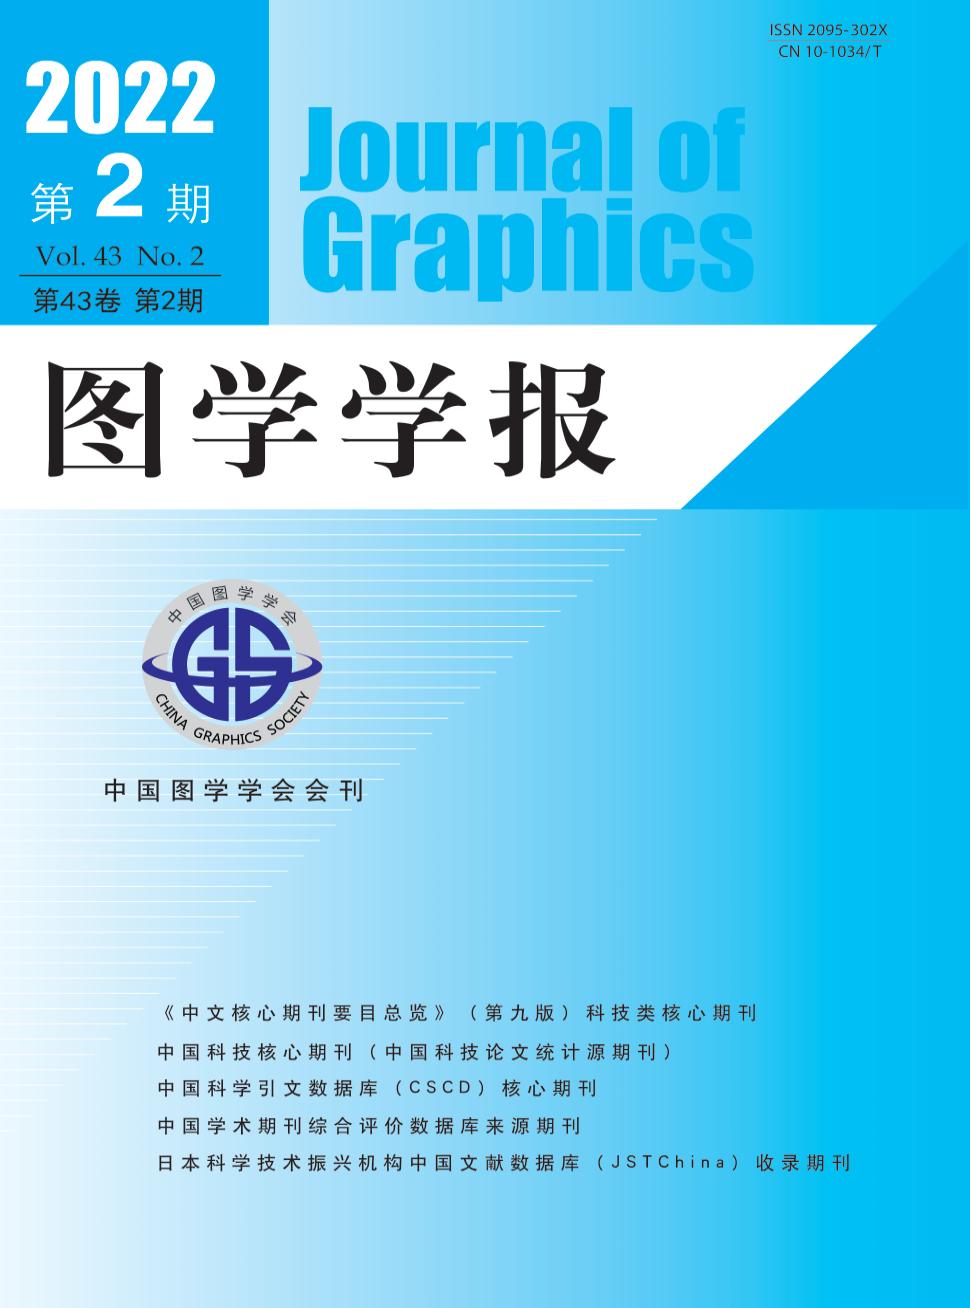 ISSN 2095-302X
CN 10-1034/T
2022
第2期
Vol. 43 No. 2
第43卷 第2期
Journal of
Graphics
图学学报
中国图学学会
GS
CHINA GRAPHICS SOCIETY
中国图学学会会刊
《中文核心期刊要目总览》（第九版）科技类核心期刊
中国科技核心期刊（中国科技论文统计源期刊）
中国科学引文数据库（CSCD）核心期刊
中国学术期刊综合评价数据库来源期刊
日本科学技术振兴机构中国文献数据库（JSTChina）收录期刊